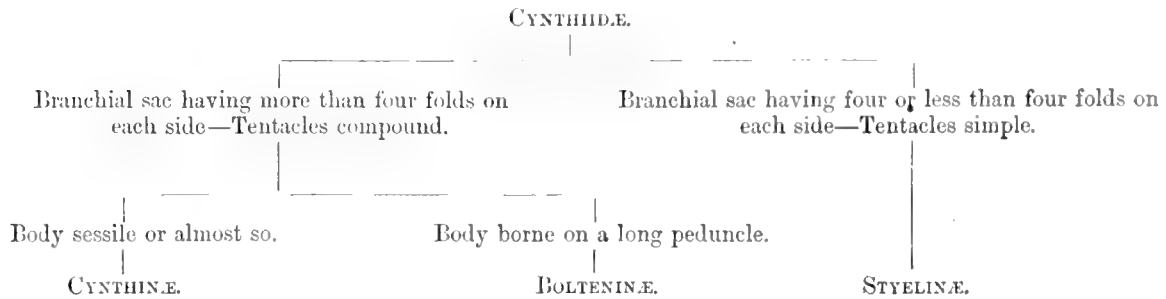 CYNTHIIDÆ.
Branchial sac having more than four folds on
each side—Tentacles compound.
Branchial sac having four or less than four folds on
each side—Tentacles simple.
Body sessile or almost so.
Body borne on a long peduncle.
CYNTHINÆ.
BOLTENINÆ.
STYELINÆ.